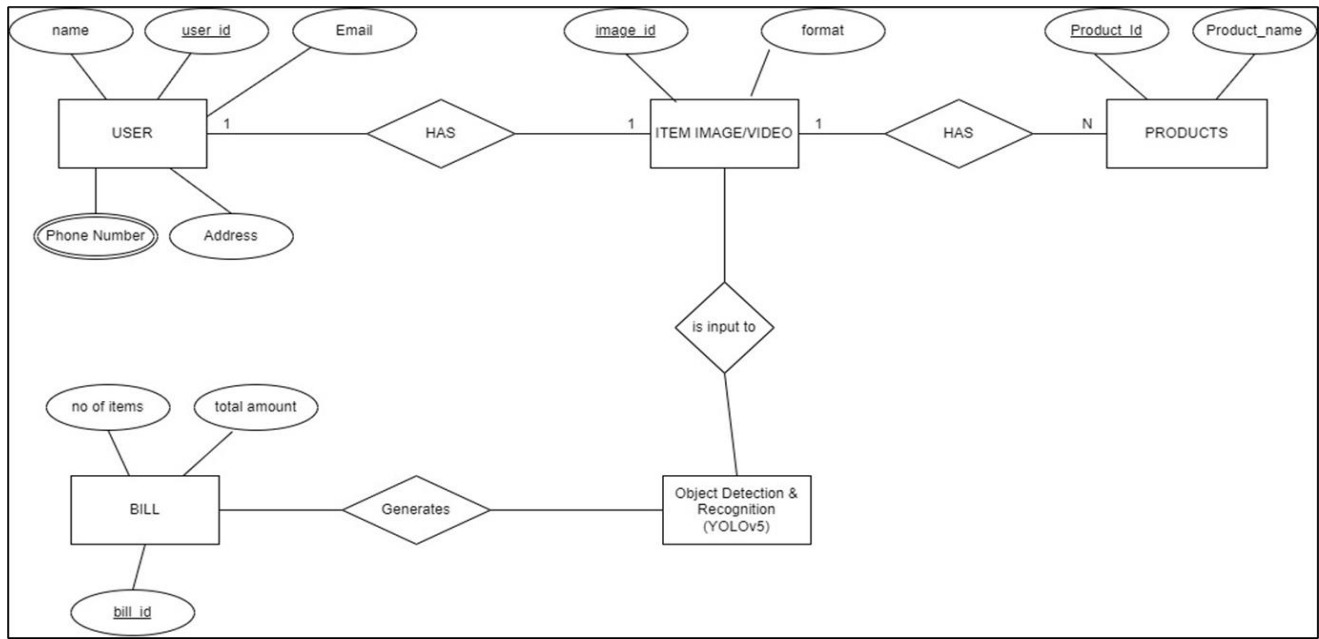 name
user_id
Email
image_id
format
Product_Id
Product_name
USER
1
HAS
1
ITEM IMAGE/VIDEO
1
HAS
N
PRODUCTS
Phone Number
Address
is input to
no of items
total amount
BILL
Generates
Object Detection &
Recognition
(YOLOv5)
bill_id